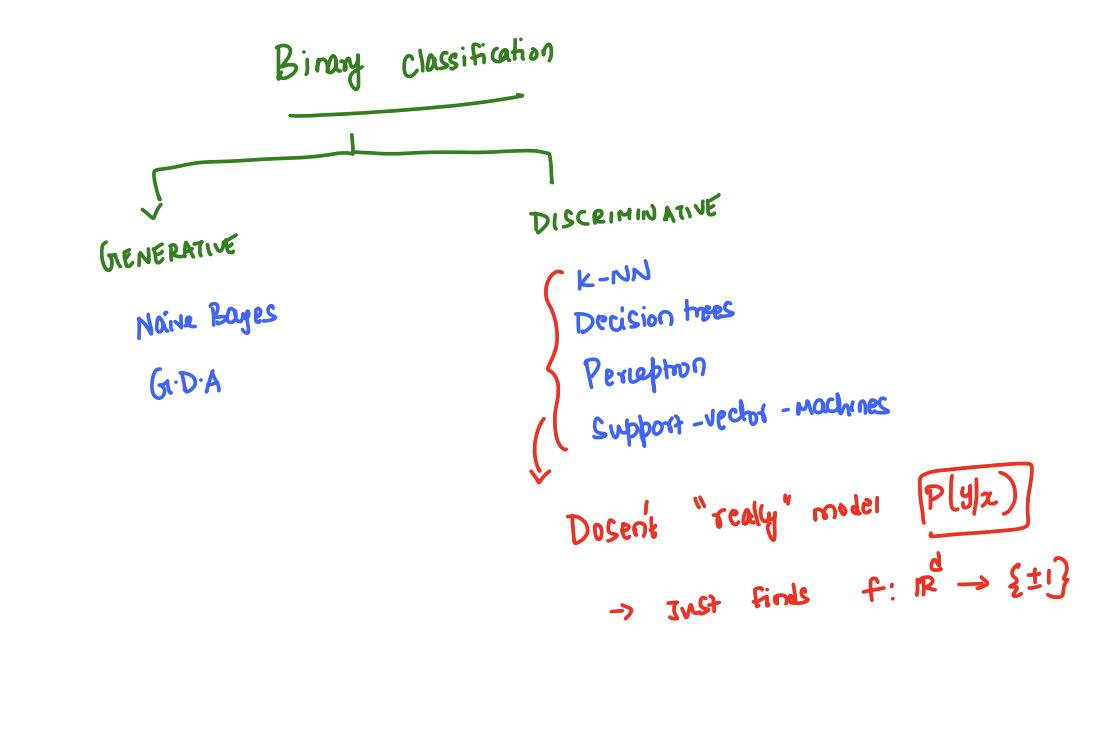 Binary classification
GENERATIVE
Naive Bayes
G.D.A
DISCRIMINATIVE
K-NN
Decision trees
Perceptron
Support-vector-machines
Dosen't "really" model P(y|x)
→ Just finds f: ℝ^d → {±1}